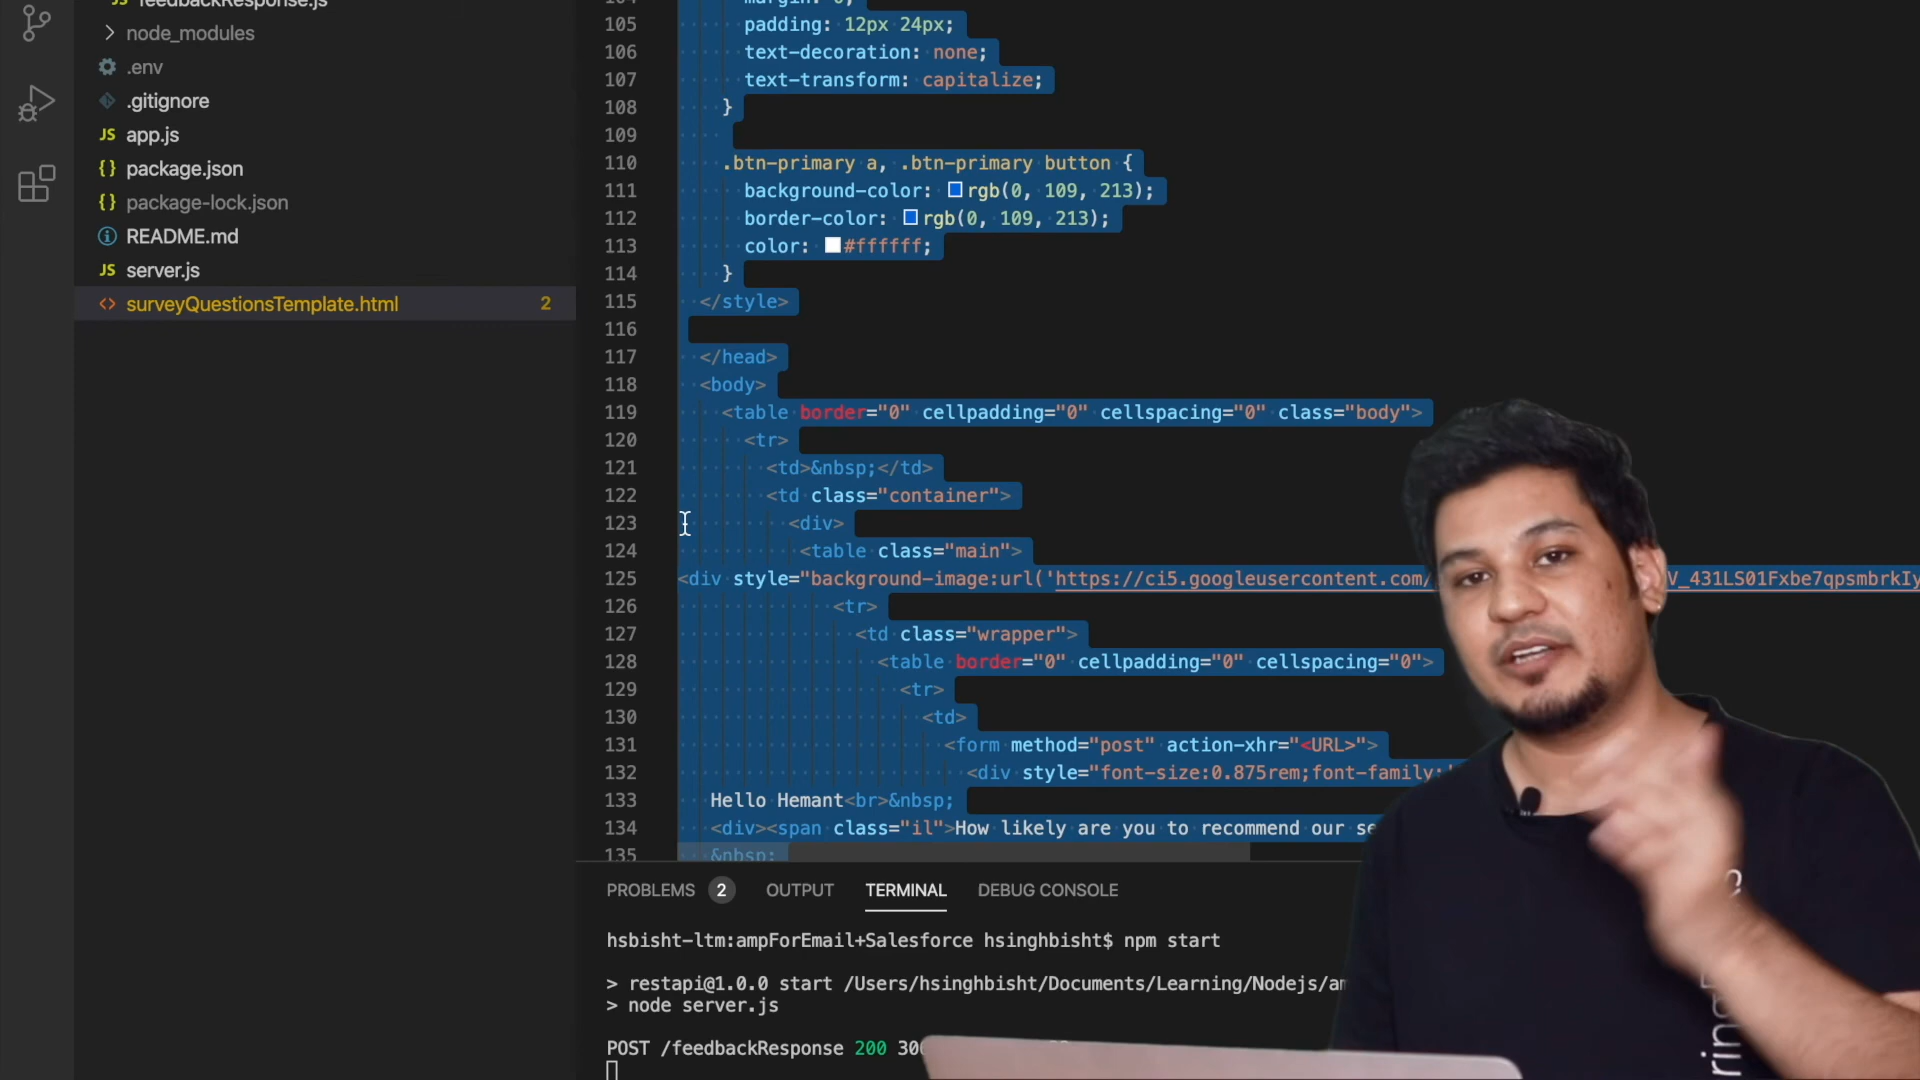 feedbackResponse.js
node_modules
.env
.gitignore
JS app.js
{} package.json
{} package-lock.json
README.md
JS server.js
<> surveyQuestionsTemplate.html 2
104 margin: 0;
105 padding: 12px 24px;
106 text-decoration: none;
107 text-transform: capitalize;
108 }
109
110 .btn-primary a, .btn-primary button {
111 background-color: rgb(0, 109, 213);
112 border-color: rgb(0, 109, 213);
113 color: #ffffff;
114 }
115 </style>
116
117 </head>
118 <body>
119 <table border="0" cellpadding="0" cellspacing="0" class="body">
120 <tr>
121 <td>&nbsp;</td>
122 <td class="container">
123 <div>
124 <table class="main">
125 <div style="background-image:url('https://ci5.googleusercontent.com/ V_431LS01Fxbe7qpsmbrkIy
126 <tr>
127 <td class="wrapper">
128 <table border="0" cellpadding="0" cellspacing="0">
129 <tr>
130 <td>
131 <form method="post" action-xhr="<URL>">
132 <div style="font-size:0.875rem;font-family:'
133 Hello Hemant<br>&nbsp;
134 <div><span class="il">How likely are you to recommend our se
135 &nbsp;
PROBLEMS 2 OUTPUT TERMINAL DEBUG CONSOLE
hsbisht-ltm:ampForEmail+Salesforce hsinghbisht$ npm start
> restapi@1.0.0 start /Users/hsinghbisht/Documents/Learning/Nodejs/am
> node server.js
POST /feedbackResponse 200 30